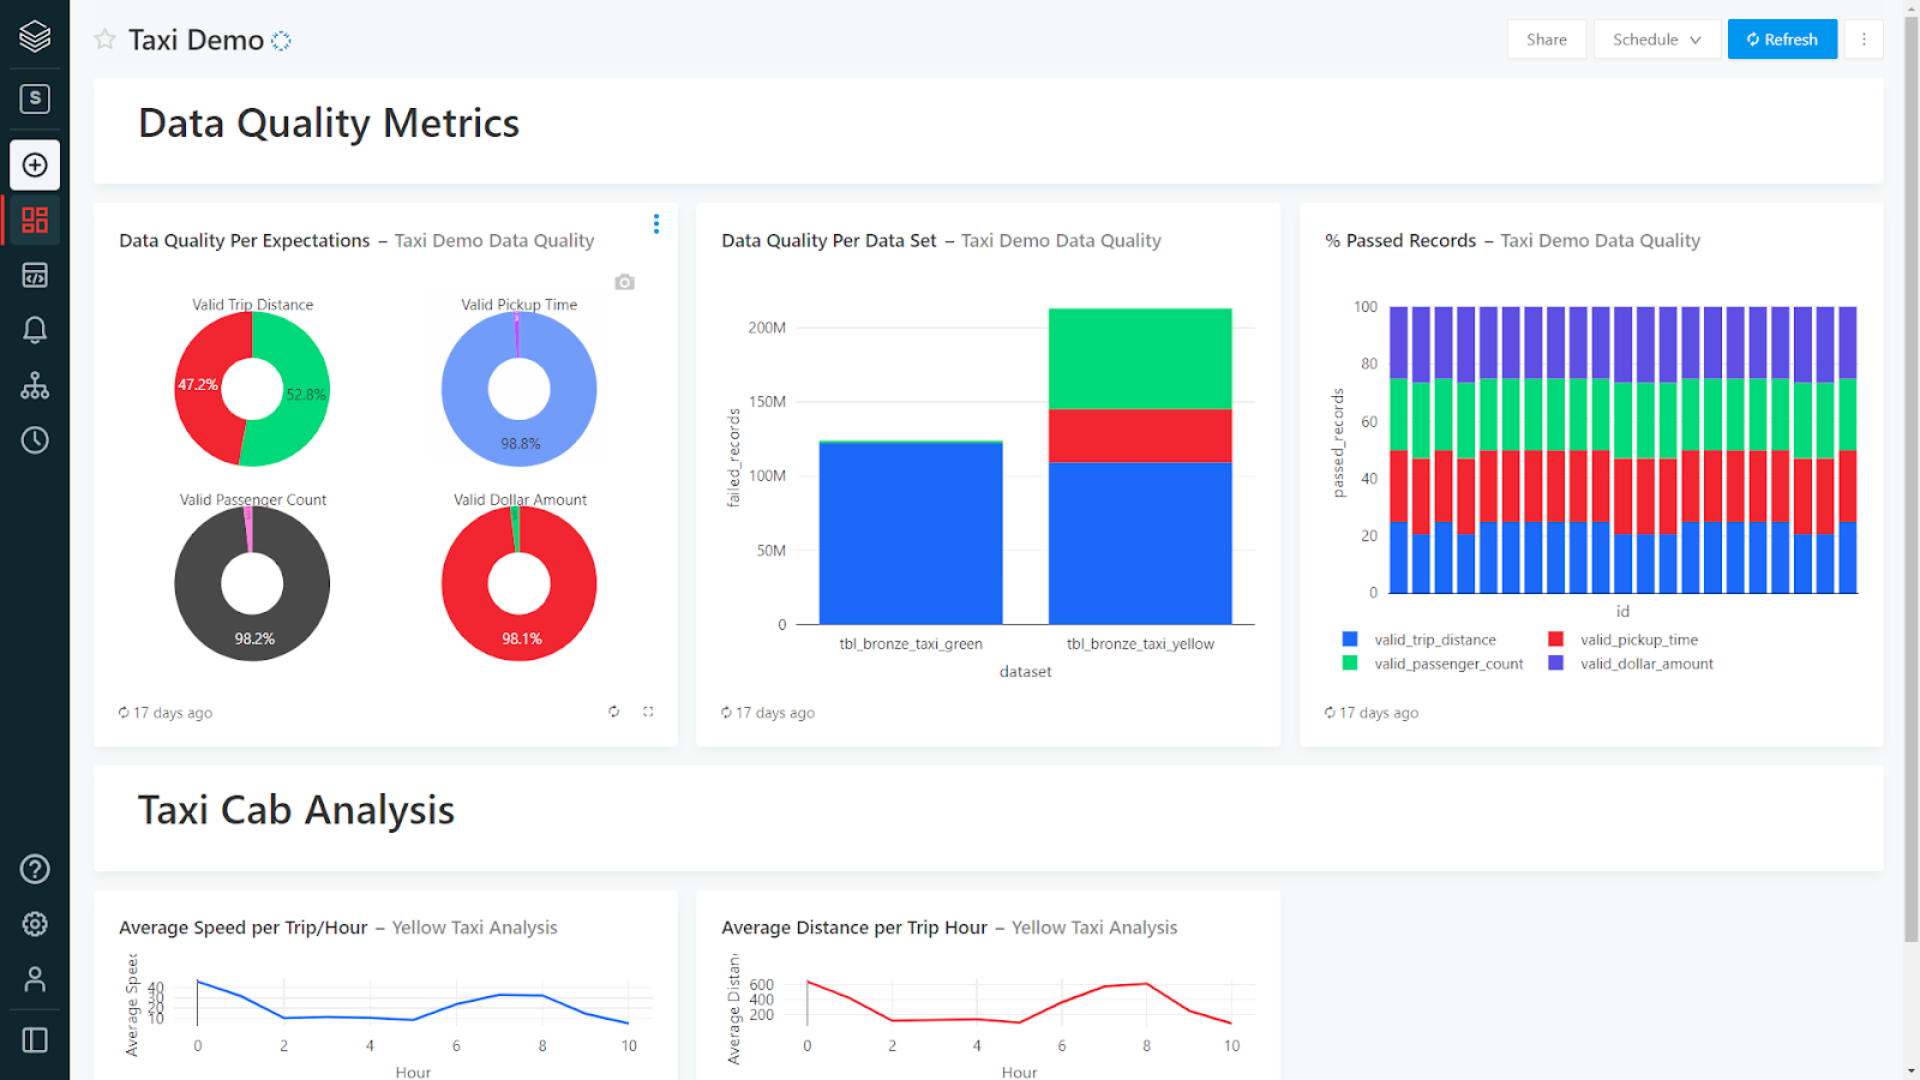 Taxi Demo
Share
Schedule
Refresh
S
Data Quality Metrics
Data Quality Per Expectations – Taxi Demo Data Quality
Valid Trip Distance
47.2%
52.8%
Valid Pickup Time
98.8%
Valid Passenger Count
98.2%
Valid Dollar Amount
98.1%
17 days ago
Data Quality Per Data Set – Taxi Demo Data Quality
failed_records
200M
150M
100M
50M
0
tbl_bronze_taxi_green
tbl_bronze_taxi_yellow
dataset
17 days ago
% Passed Records – Taxi Demo Data Quality
passed_records
100
80
60
40
20
0
id
valid_trip_distance
valid_pickup_time
valid_passenger_count
valid_dollar_amount
17 days ago
Taxi Cab Analysis
Average Speed per Trip/Hour – Yellow Taxi Analysis
Average Speed
40
30
20
10
0 2 4 6 8 10
Hour
Average Distance per Trip Hour – Yellow Taxi Analysis
Average Distan
600
400
200
0 2 4 6 8 10
Hour